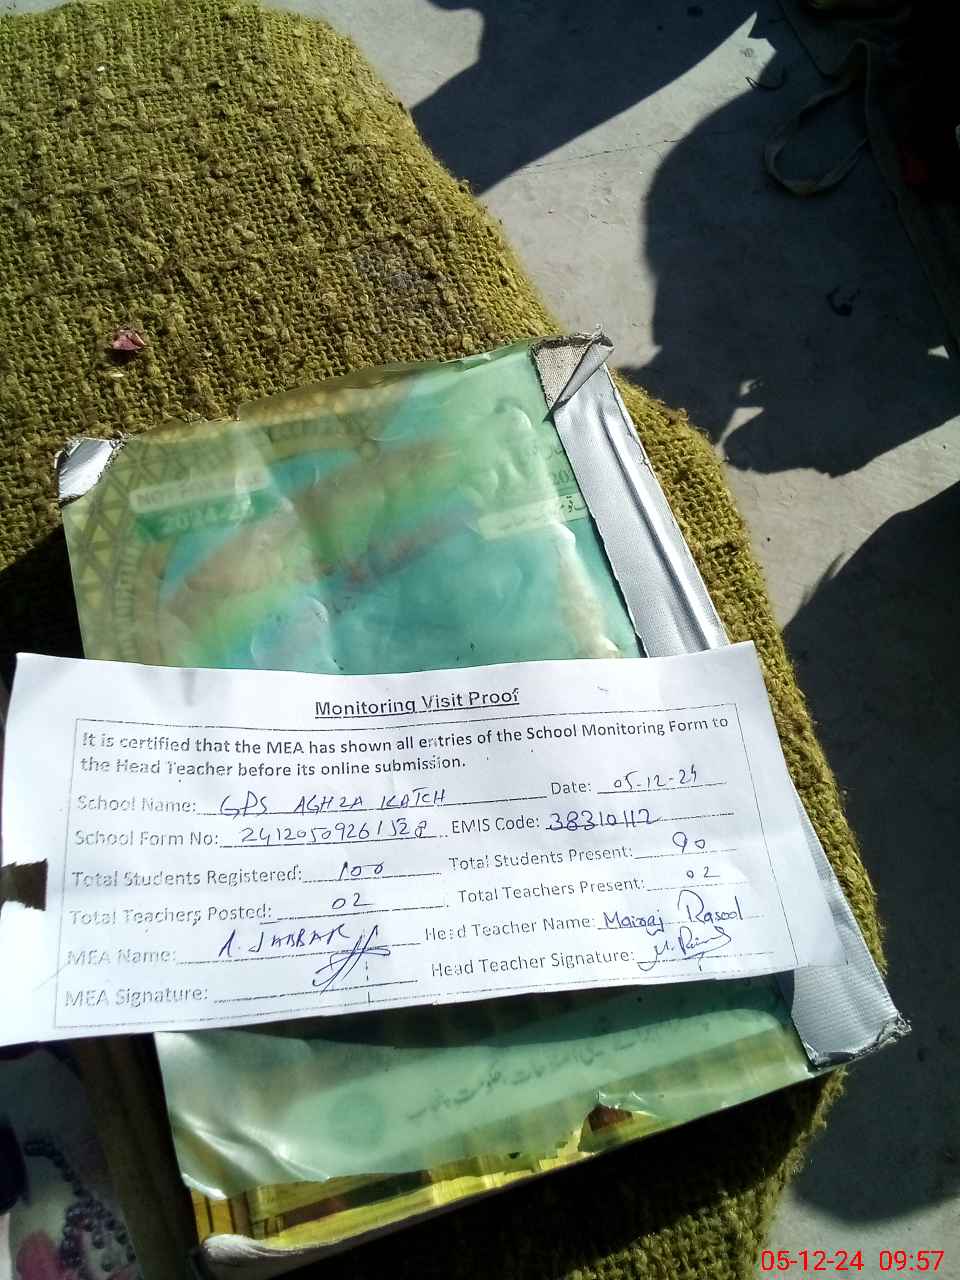 Monitoring Visit Proof
It is certified that the MEA has shown all entries of the School Monitoring Form to
the Head Teacher before its online submission.
School Name: GPS AGHZA KATCH Date: 05-12-24
School Form No: 24120509261528 EMIS Code: 38310112
Total Students Registered: 100 Total Students Present: 90
Total Teachers Posted: 02 Total Teachers Present: 02
MEA Name: A. JABBAR Head Teacher Name: Mairaj Rasool
MEA Signature: Head Teacher Signature:
05-12-24 09:57